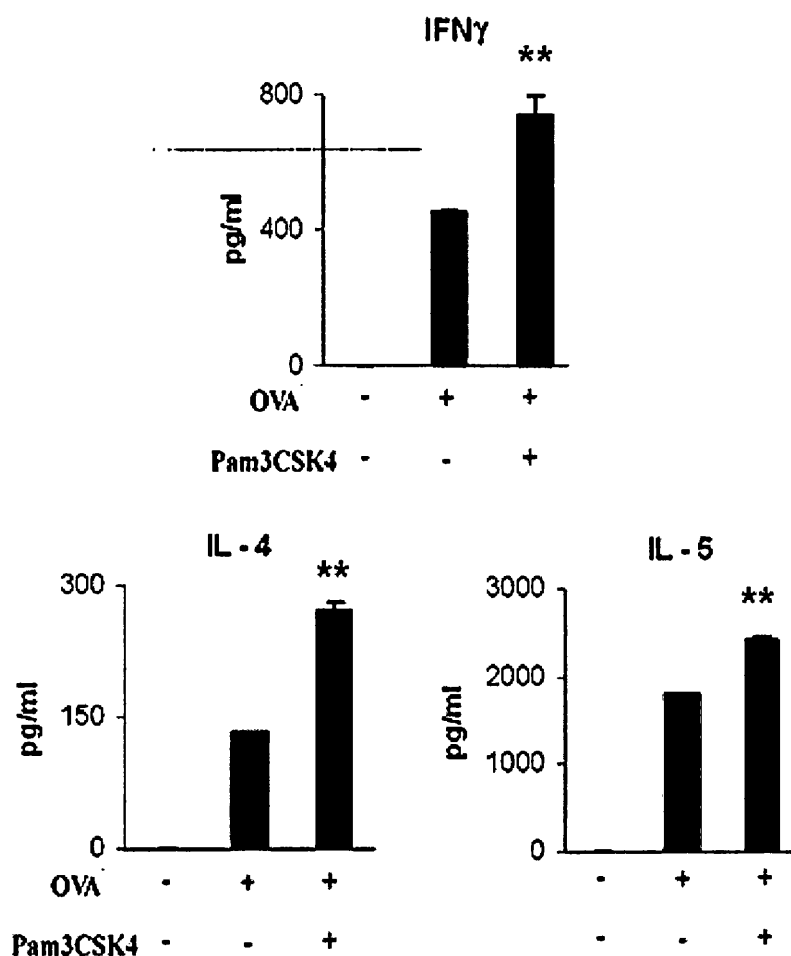 IFNγ
**
800
400
0
pg/ml
OVA - + +
Pam3CSK4 - - +
IL - 4
**
300
150
0
pg/ml
OVA - + +
Pam3CSK4 - - +
IL - 5
**
3000
2000
1000
0
pg/ml
- + +
- - +